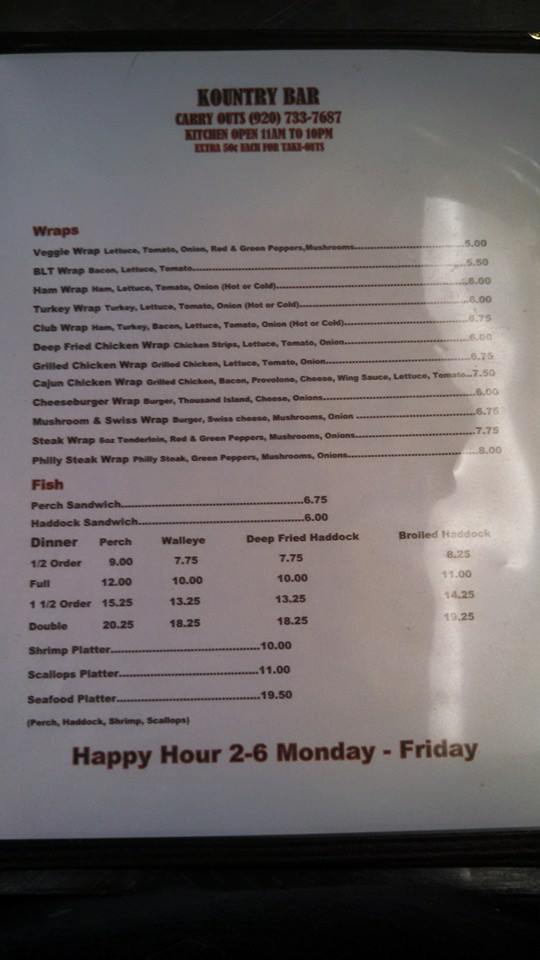 KOUNTRY BAR
CARRY OUTS (920) 733-7687
KITCHEN OPEN 11AM TO 10PM
EXTRA 50¢ EACH FOR TAKE-OUTS
Wraps
Veggie Wrap Lettuce, Tomato, Onion, Red & Green Peppers,Mushrooms...5.00
BLT Wrap Bacon, Lettuce, Tomato...5.50
Ham Wrap Ham, Lettuce, Tomato, Onion (Hot or Cold)...6.00
Turkey Wrap Turkey, Lettuce, Tomato, Onion (Hot or Cold)...6.00
Club Wrap Ham, Turkey, Bacon, Lettuce, Tomato, Onion (Hot or Cold)...6.75
Deep Fried Chicken Wrap Chicken Strips, Lettuce, Tomato, Onion...6.00
Grilled Chicken Wrap Grilled Chicken, Lettuce, Tomato, Onion...6.75
Cajun Chicken Wrap Grilled Chicken, Bacon, Provolone, Cheese, Wing Sauce, Lettuce, Tomato...7.50
Cheeseburger Wrap Burger, Thousand Island, Cheese, Onions...6.00
Mushroom & Swiss Wrap Burger, Swiss cheese, Mushrooms, Onion ...6.75
Steak Wrap 6oz Tenderloin, Red & Green Peppers, Mushrooms, Onions...7.75
Philly Steak Wrap Philly Steak, Green Peppers, Mushrooms, Onions...8.00
Fish
Perch Sandwich...6.75
Haddock Sandwich...6.00
Dinner Perch Walleye Deep Fried Haddock Broiled Haddock
1/2 Order 9.00 7.75 7.75 8.25
Full 12.00 10.00 10.00 11.00
1 1/2 Order 15.25 13.25 13.25 14.25
Double 20.25 18.25 18.25 19.25
Shrimp Platter...10.00
Scallops Platter...11.00
Seafood Platter...19.50
(Perch, Haddock, Shrimp, Scallops)
Happy Hour 2-6 Monday - Friday